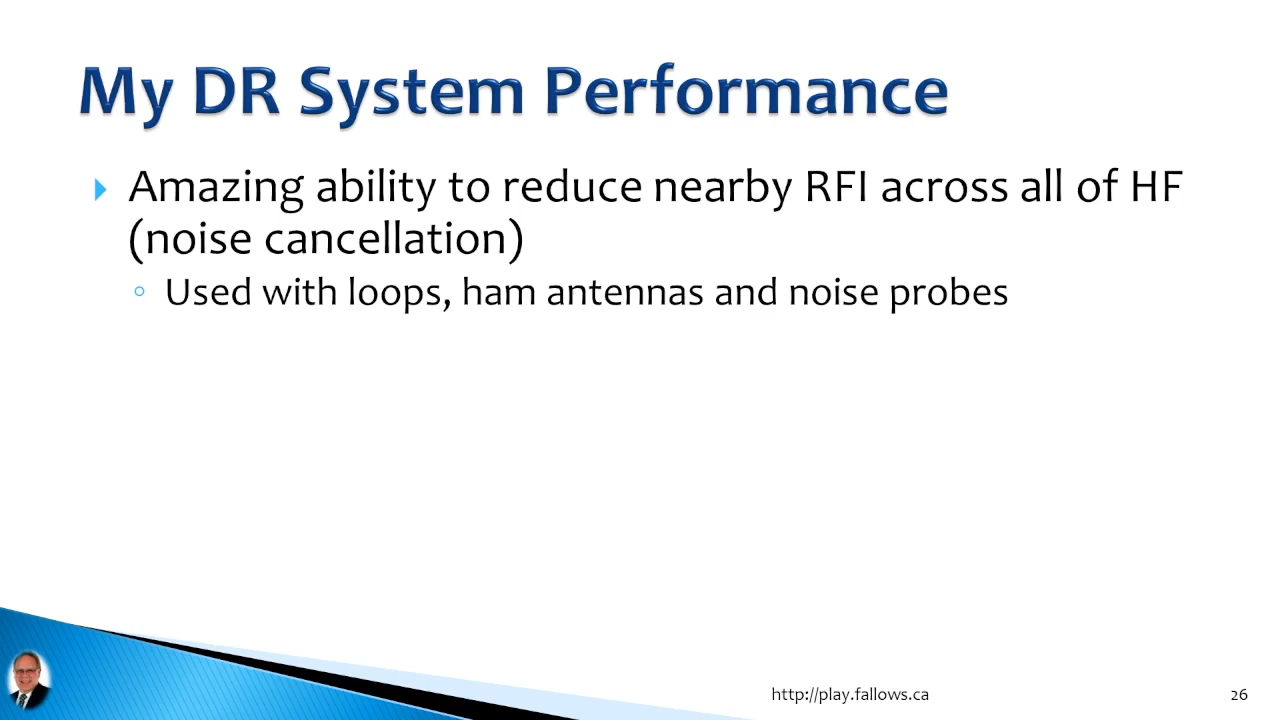 My DR System Performance
Amazing ability to reduce nearby RFI across all of HF
(noise cancellation)
Used with loops, ham antennas and noise probes
http://play.fallows.ca
26